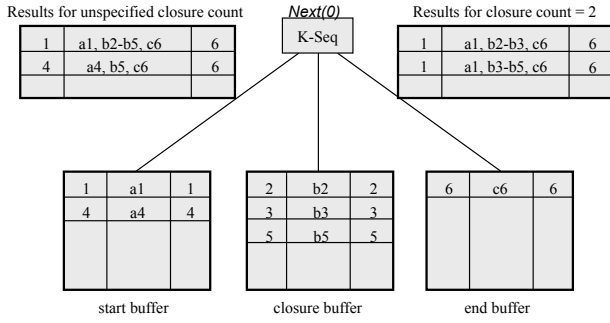 Results for unspecified closure count
1 a1, b2-b5, c6 6
4 a4, b5, c6 6
Next(0)
K-Seq
Results for closure count = 2
1 a1, b2-b3, c6 6
1 a1, b3-b5, c6 6
1 a1 1
4 a4 4
start buffer
2 b2 2
3 b3 3
5 b5 5
closure buffer
6 c6 6
end buffer